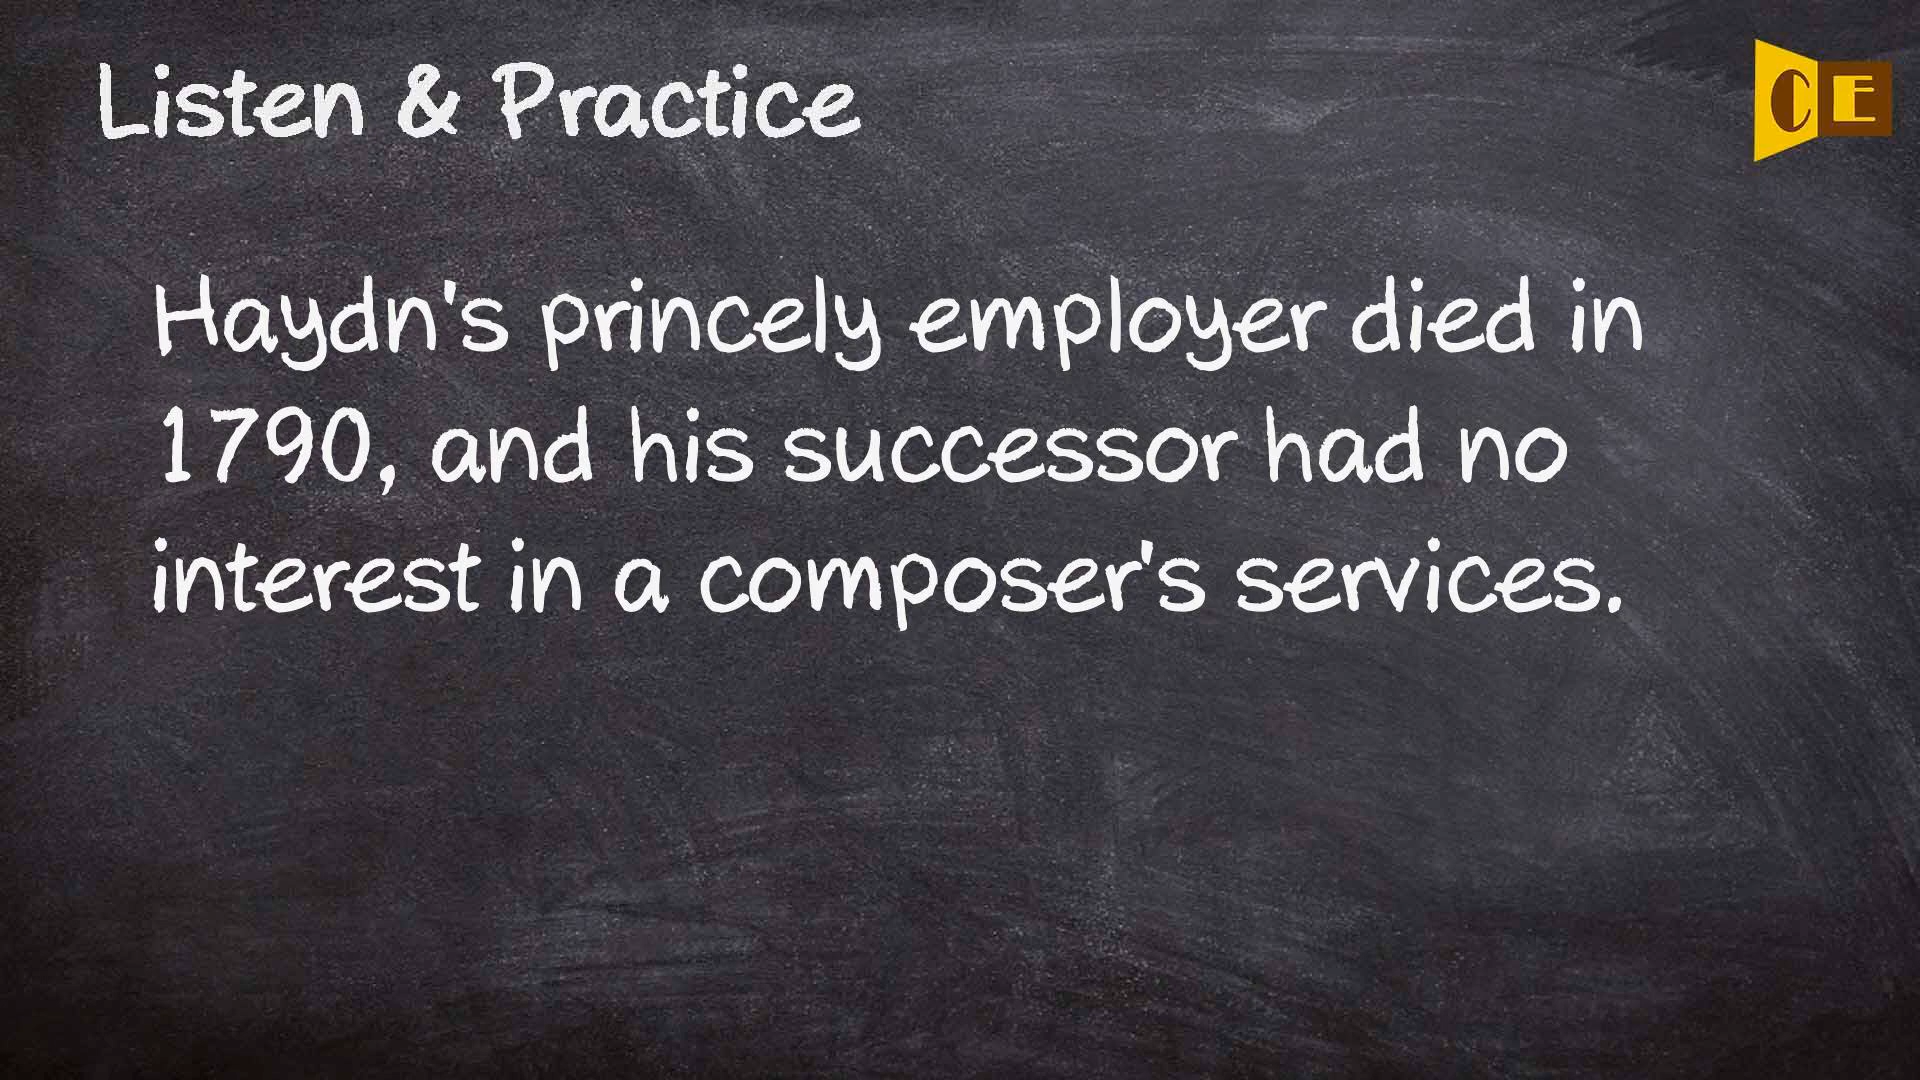 Listen & Practice
CE
Haydn's princely employer died in
1790, and his successor had no
interest in a composer's services.